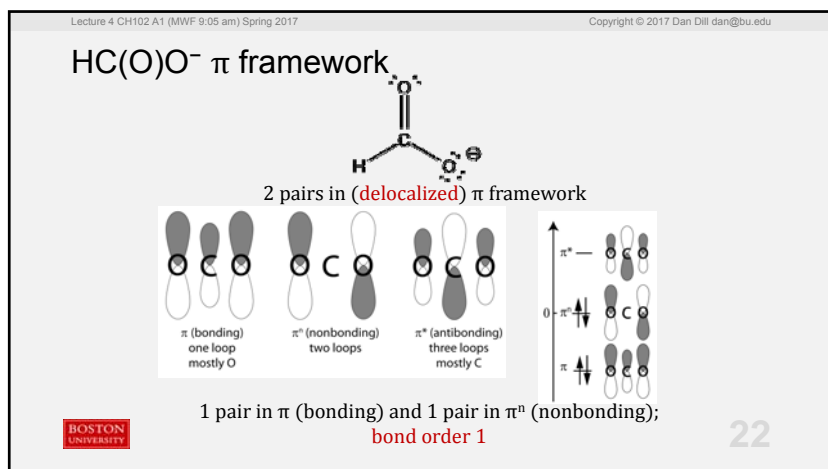 Lecture 4 CH102 A1 (MWF 9:05 am) Spring 2017
Copyright © 2017 Dan Dill dan@bu.edu
HC(O)O⁻ π framework
O
C
H
O ⊖
2 pairs in (delocalized) π framework
O C O
O C O
O C O
π (bonding)
one loop
mostly O
πⁿ (nonbonding)
two loops
π* (antibonding)
three loops
mostly C
π* O C O
0 πⁿ O C O
π O C O
1 pair in π (bonding) and 1 pair in πⁿ (nonbonding);
bond order 1
BOSTON
UNIVERSITY
22